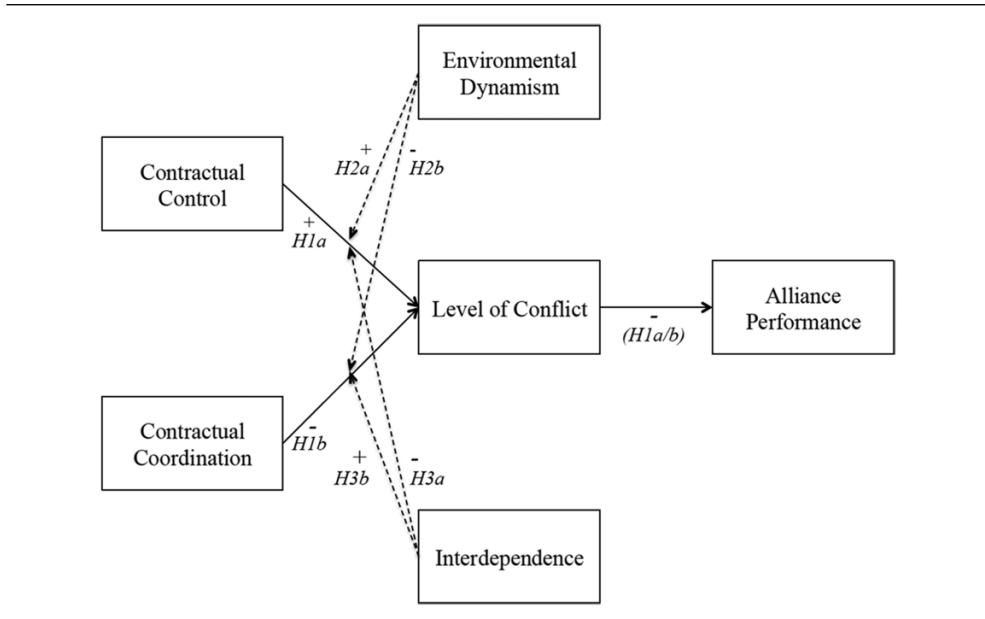 Environmental
Dynamism
+
H2a
-
H2b
Contractual
Control
+
H1a
Level of Conflict
-
(H1a/b)
Alliance
Performance
Contractual
Coordination
-
H1b
+
H3b
-
H3a
Interdependence